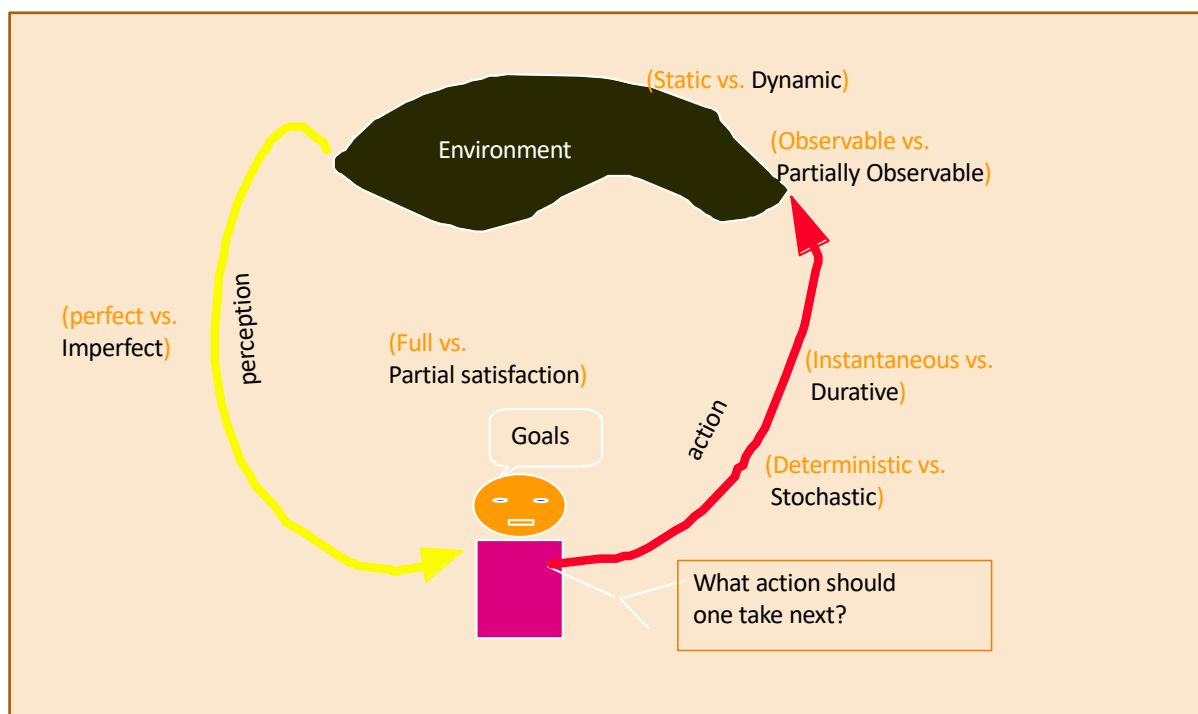 (Static vs. Dynamic)
Environment
(Observable vs.
Partially Observable)
perception
(perfect vs.
Imperfect)
(Full vs.
Partial satisfaction)
(Instantaneous vs.
Durative)
action
Goals
(Deterministic vs.
Stochastic)
What action should
one take next?